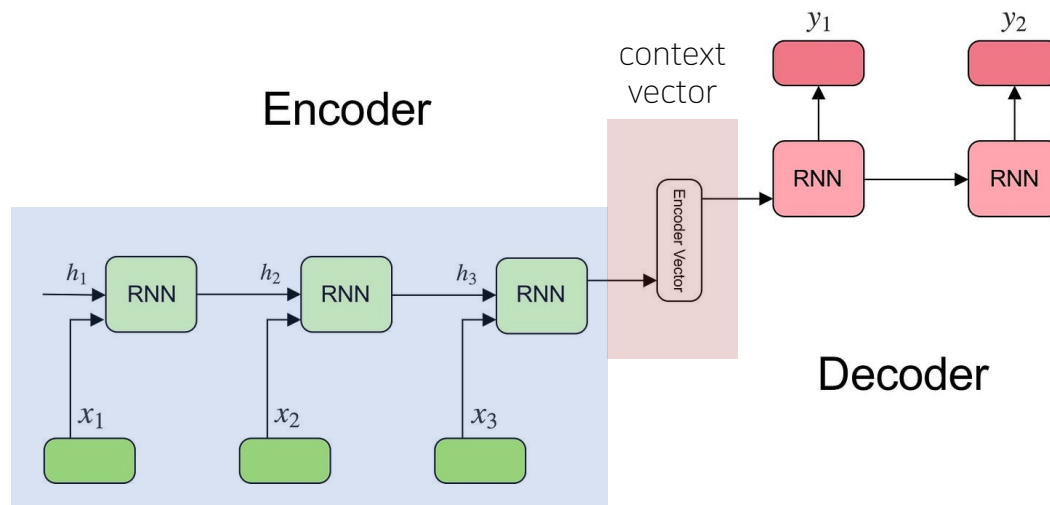 y₁
y₂
context
vector
Encoder
RNN
RNN
Encoder Vector
h₁
h₂
h₃
RNN
RNN
RNN
Decoder
x₁
x₂
x₃